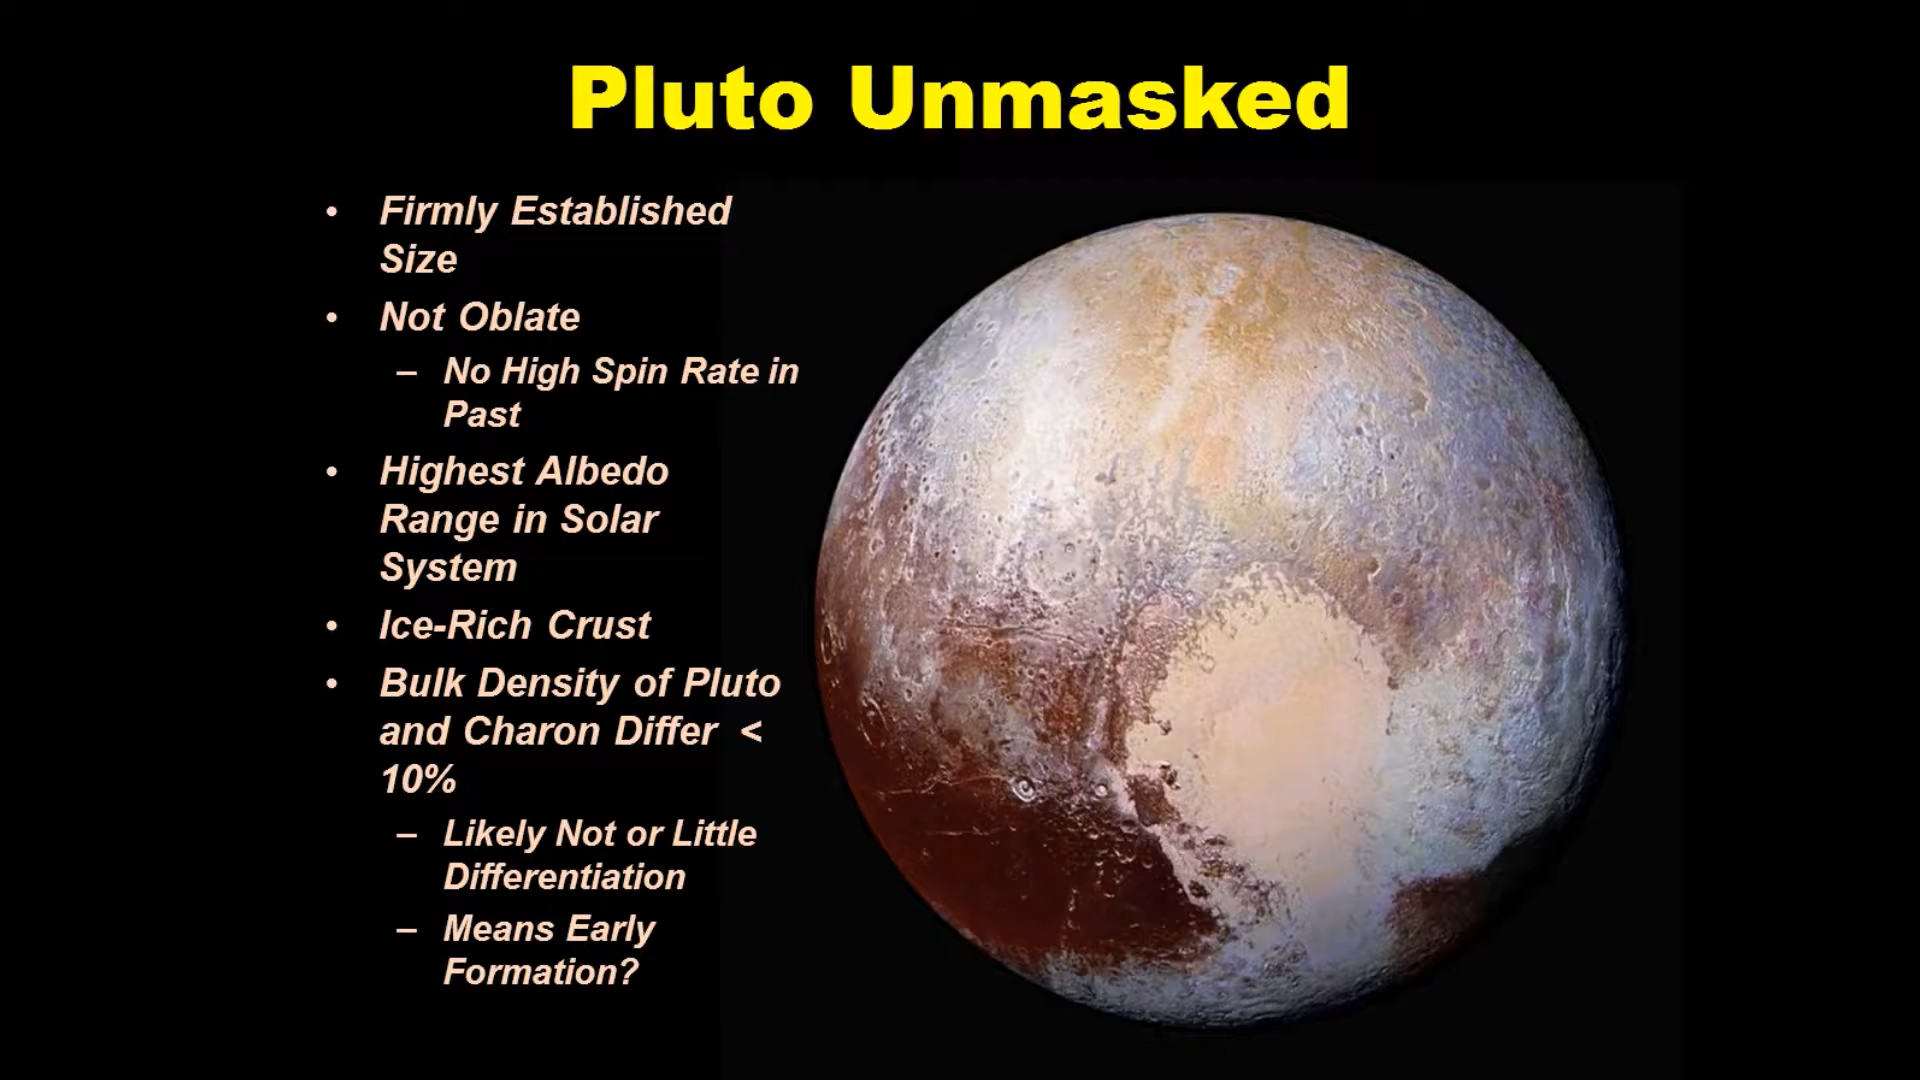 Pluto Unmasked
• Firmly Established
Size
• Not Oblate
– No High Spin Rate in
Past
• Highest Albedo
Range in Solar
System
• Ice-Rich Crust
• Bulk Density of Pluto
and Charon Differ <
10%
– Likely Not or Little
Differentiation
– Means Early
Formation?